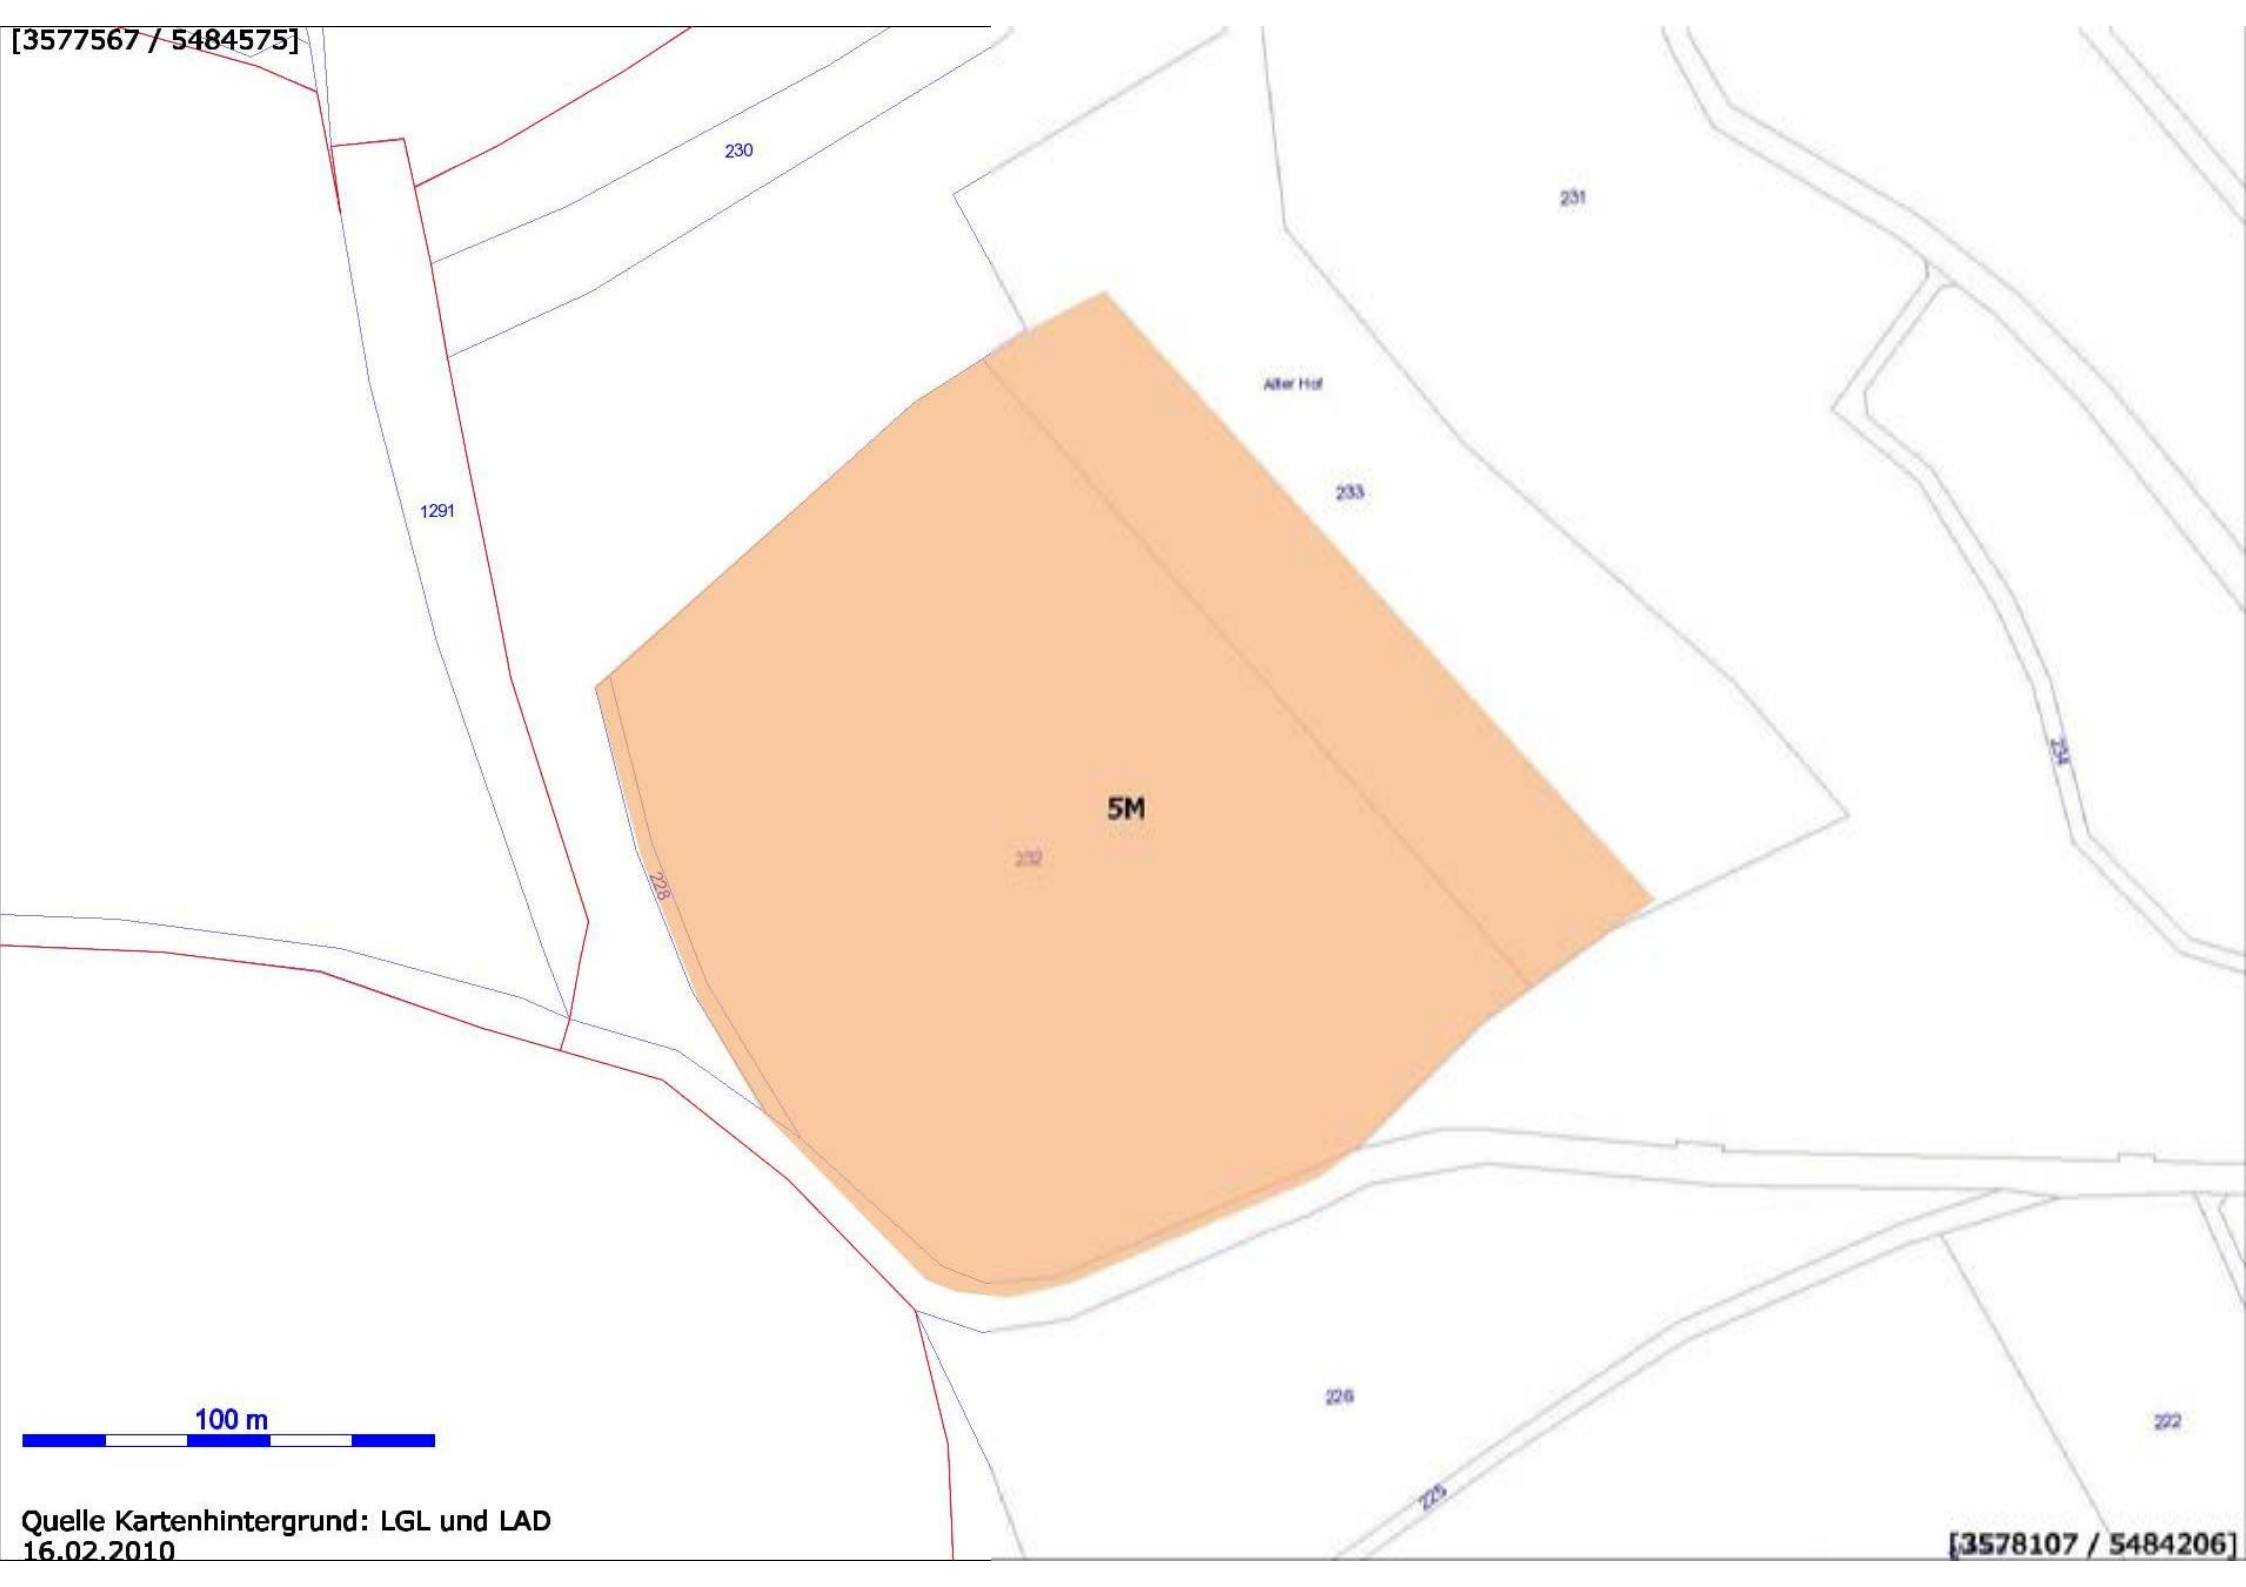 [3577567 / 5484575]
230
231
Alter Hof
233
1291
234
5M
232
228
100 m
226
222
225
Quelle Kartenhintergrund: LGL und LAD
16.02.2010
[3578107 / 5484206]